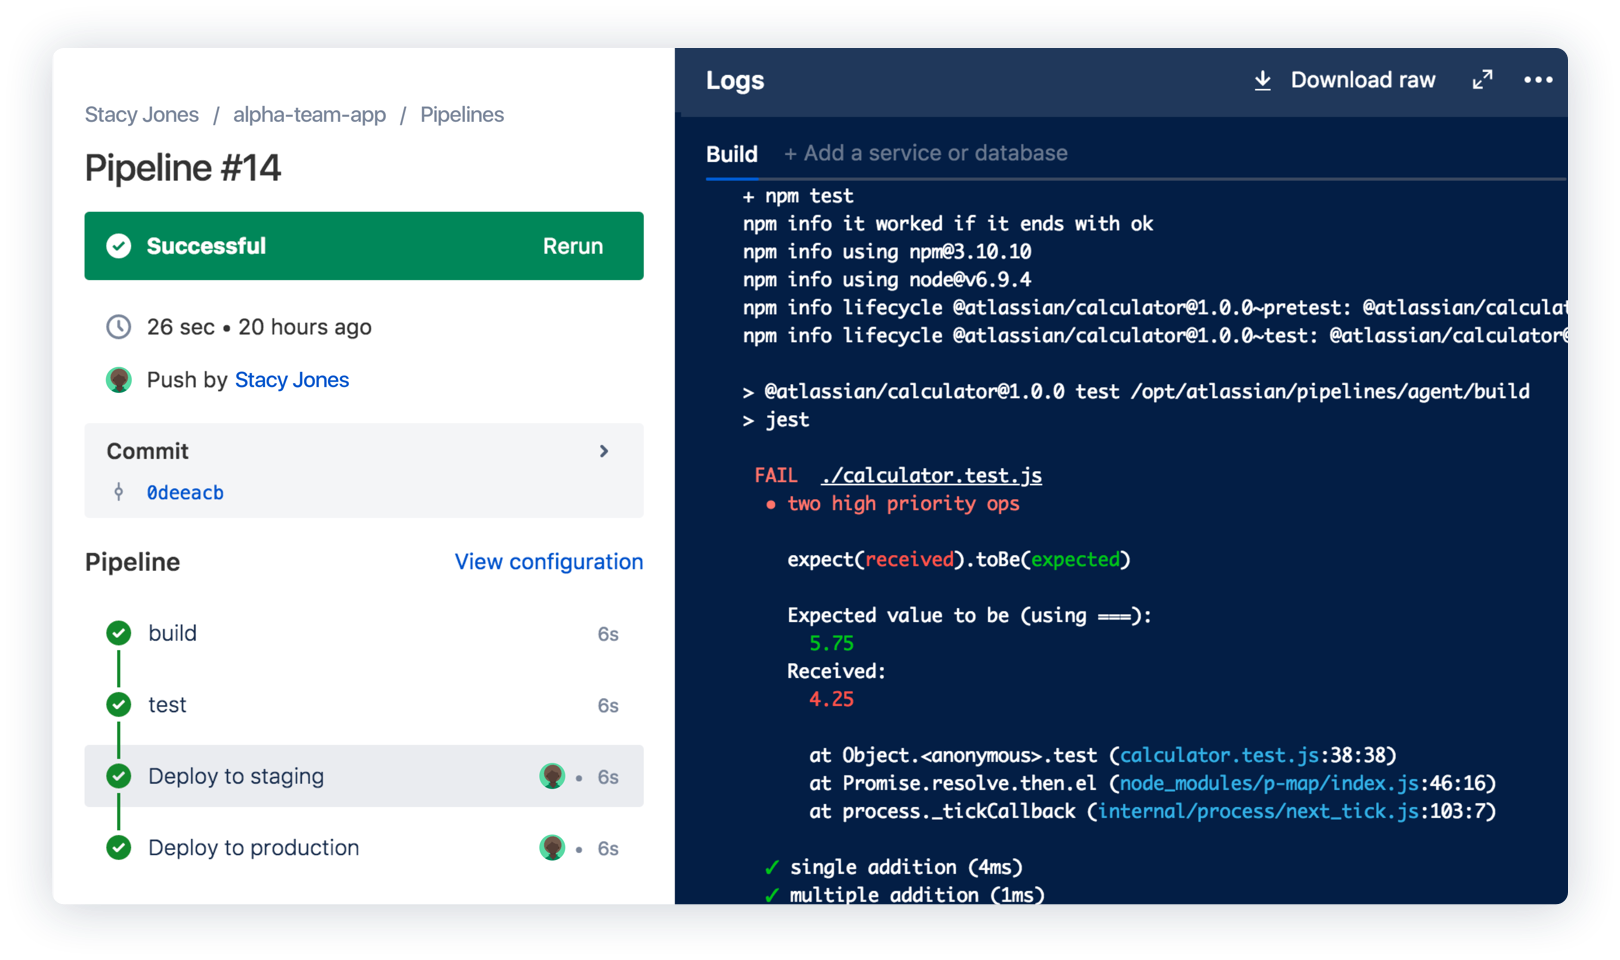 Stacy Jones / alpha-team-app / Pipelines
Pipeline #14
Successful Rerun
26 sec • 20 hours ago
Push by Stacy Jones
Commit
0deeacb
Pipeline View configuration
build 6s
test 6s
Deploy to staging • 6s
Deploy to production • 6s
Logs Download raw
Build + Add a service or database
+ npm test
npm info it worked if it ends with ok
npm info using npm@3.10.10
npm info using node@v6.9.4
npm info lifecycle @atlassian/calculator@1.0.0~pretest: @atlassian/calculat
npm info lifecycle @atlassian/calculator@1.0.0~test: @atlassian/calculator@
> @atlassian/calculator@1.0.0 test /opt/atlassian/pipelines/agent/build
> jest
FAIL ./calculator.test.js
• two high priority ops
expect(received).toBe(expected)
Expected value to be (using ===):
5.75
Received:
4.25
at Object.<anonymous>.test (calculator.test.js:38:38)
at Promise.resolve.then.el (node_modules/p-map/index.js:46:16)
at process._tickCallback (internal/process/next_tick.js:103:7)
✓ single addition (4ms)
✓ multiple addition (1ms)